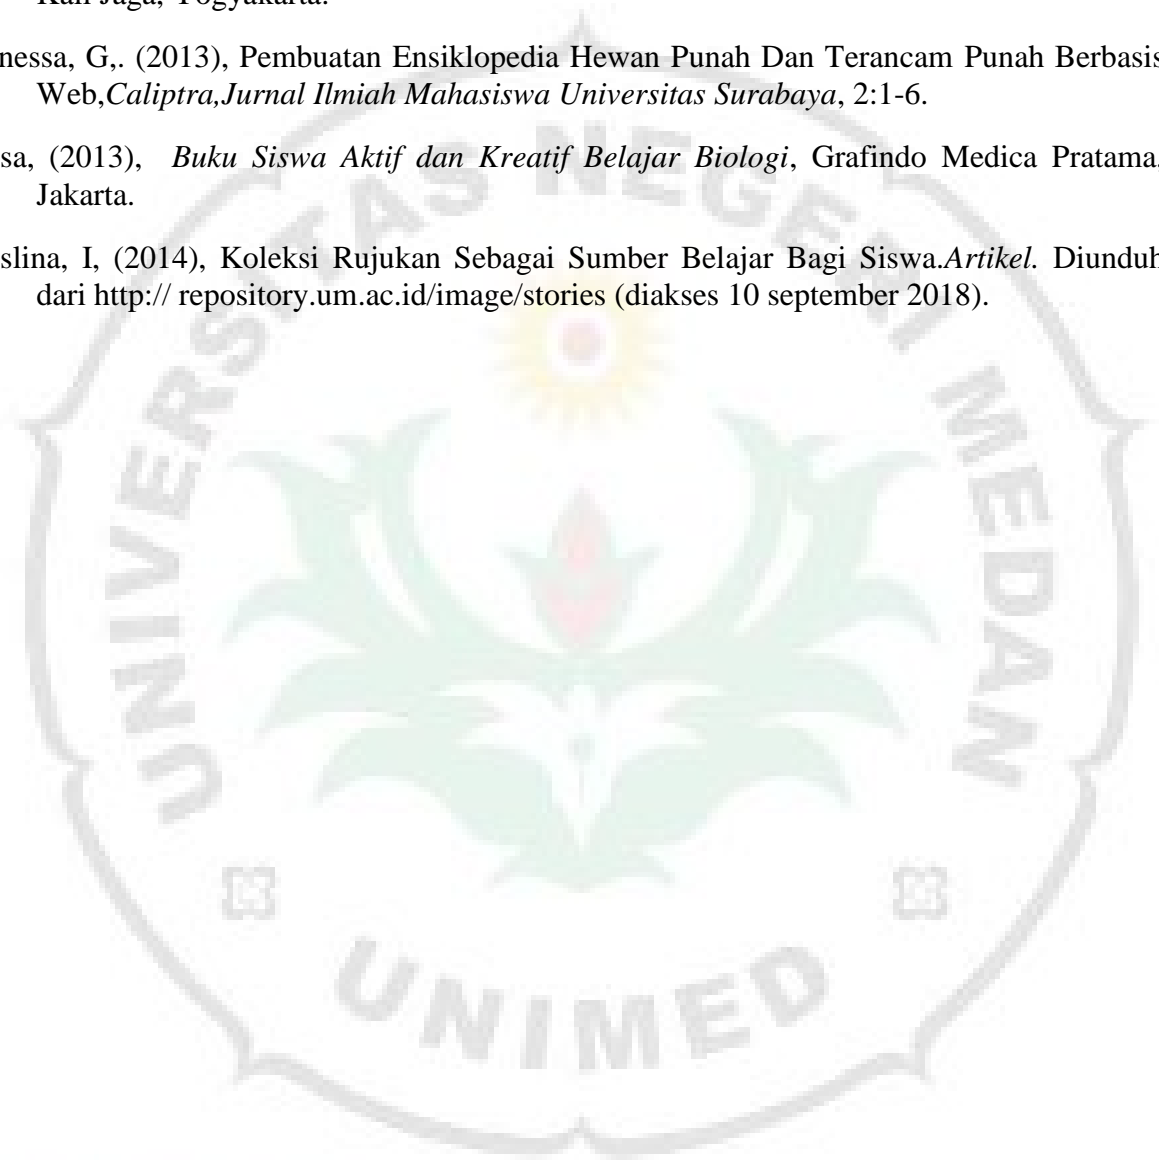 Kali Jaga, Yogyakarta.
nessa, G,. (2013), Pembuatan Ensiklopedia Hewan Punah Dan Terancam Punah Berbasis
Web,Caliptra,Jurnal Ilmiah Mahasiswa Universitas Surabaya, 2:1-6.
sa, (2013), Buku Siswa Aktif dan Kreatif Belajar Biologi, Grafindo Medica Pratama,
Jakarta.
slina, I, (2014), Koleksi Rujukan Sebagai Sumber Belajar Bagi Siswa.Artikel. Diunduh
dari http:// repository.um.ac.id/image/stories (diakses 10 september 2018).
UNIVERSITAS NEGERI MEDAN
UNIMED